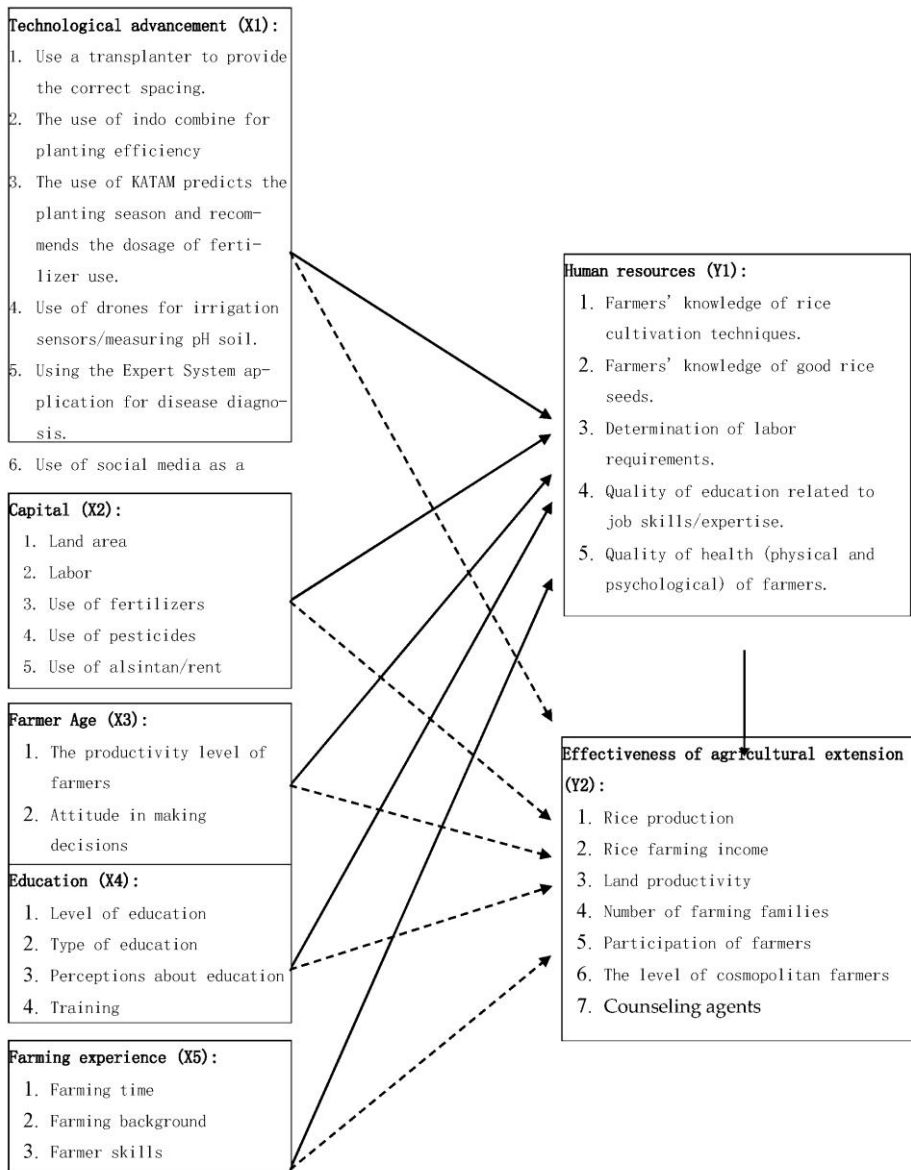 Technological advancement (X1):
1. Use a transplanter to provide
the correct spacing.
2. The use of indo combine for
planting efficiency
3. The use of KATAM predicts the
planting season and recom-
mends the dosage of ferti-
lizer use.
4. Use of drones for irrigation
sensors/measuring pH soil.
5. Using the Expert System ap-
plication for disease diagno-
sis.
6. Use of social media as a
Capital (X2):
1. Land area
2. Labor
3. Use of fertilizers
4. Use of pesticides
5. Use of alsintan/rent
Farmer Age (X3):
1. The productivity level of
farmers
2. Attitude in making
decisions
Education (X4):
1. Level of education
2. Type of education
3. Perceptions about education
4. Training
Farming experience (X5):
1. Farming time
2. Farming background
3. Farmer skills
Human resources (Y1):
1. Farmers' knowledge of rice
cultivation techniques.
2. Farmers' knowledge of good rice
seeds.
3. Determination of labor
requirements.
4. Quality of education related to
job skills/expertise.
5. Quality of health (physical and
psychological) of farmers.
Effectiveness of agricultural extension
(Y2):
1. Rice production
2. Rice farming income
3. Land productivity
4. Number of farming families
5. Participation of farmers
6. The level of cosmopolitan farmers
7. Counseling agents